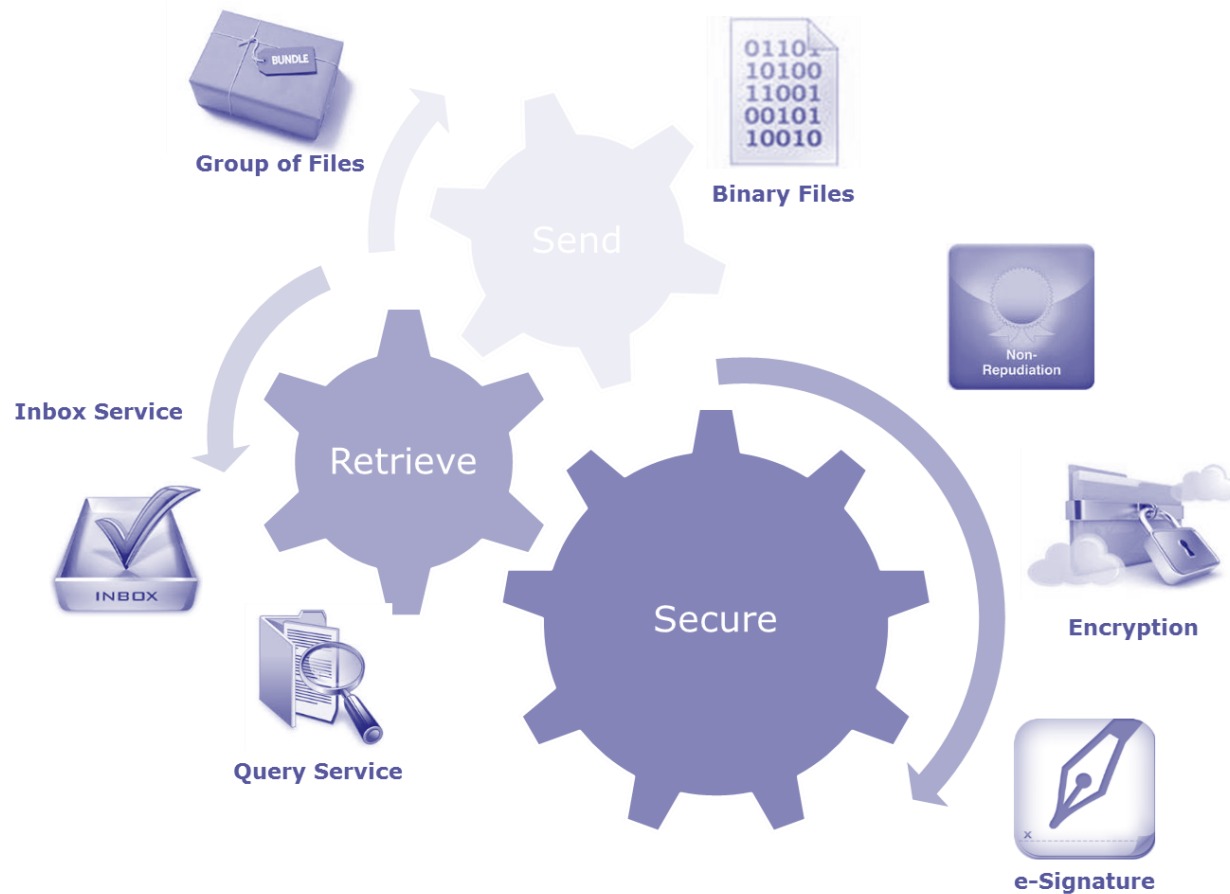 BUNDLE
Group of Files
01101
10100
11001
00101
10010
Binary Files
Send
Non-
Repudiation
Inbox Service
Retrieve
INBOX
Secure
Encryption
Query Service
x
e-Signature